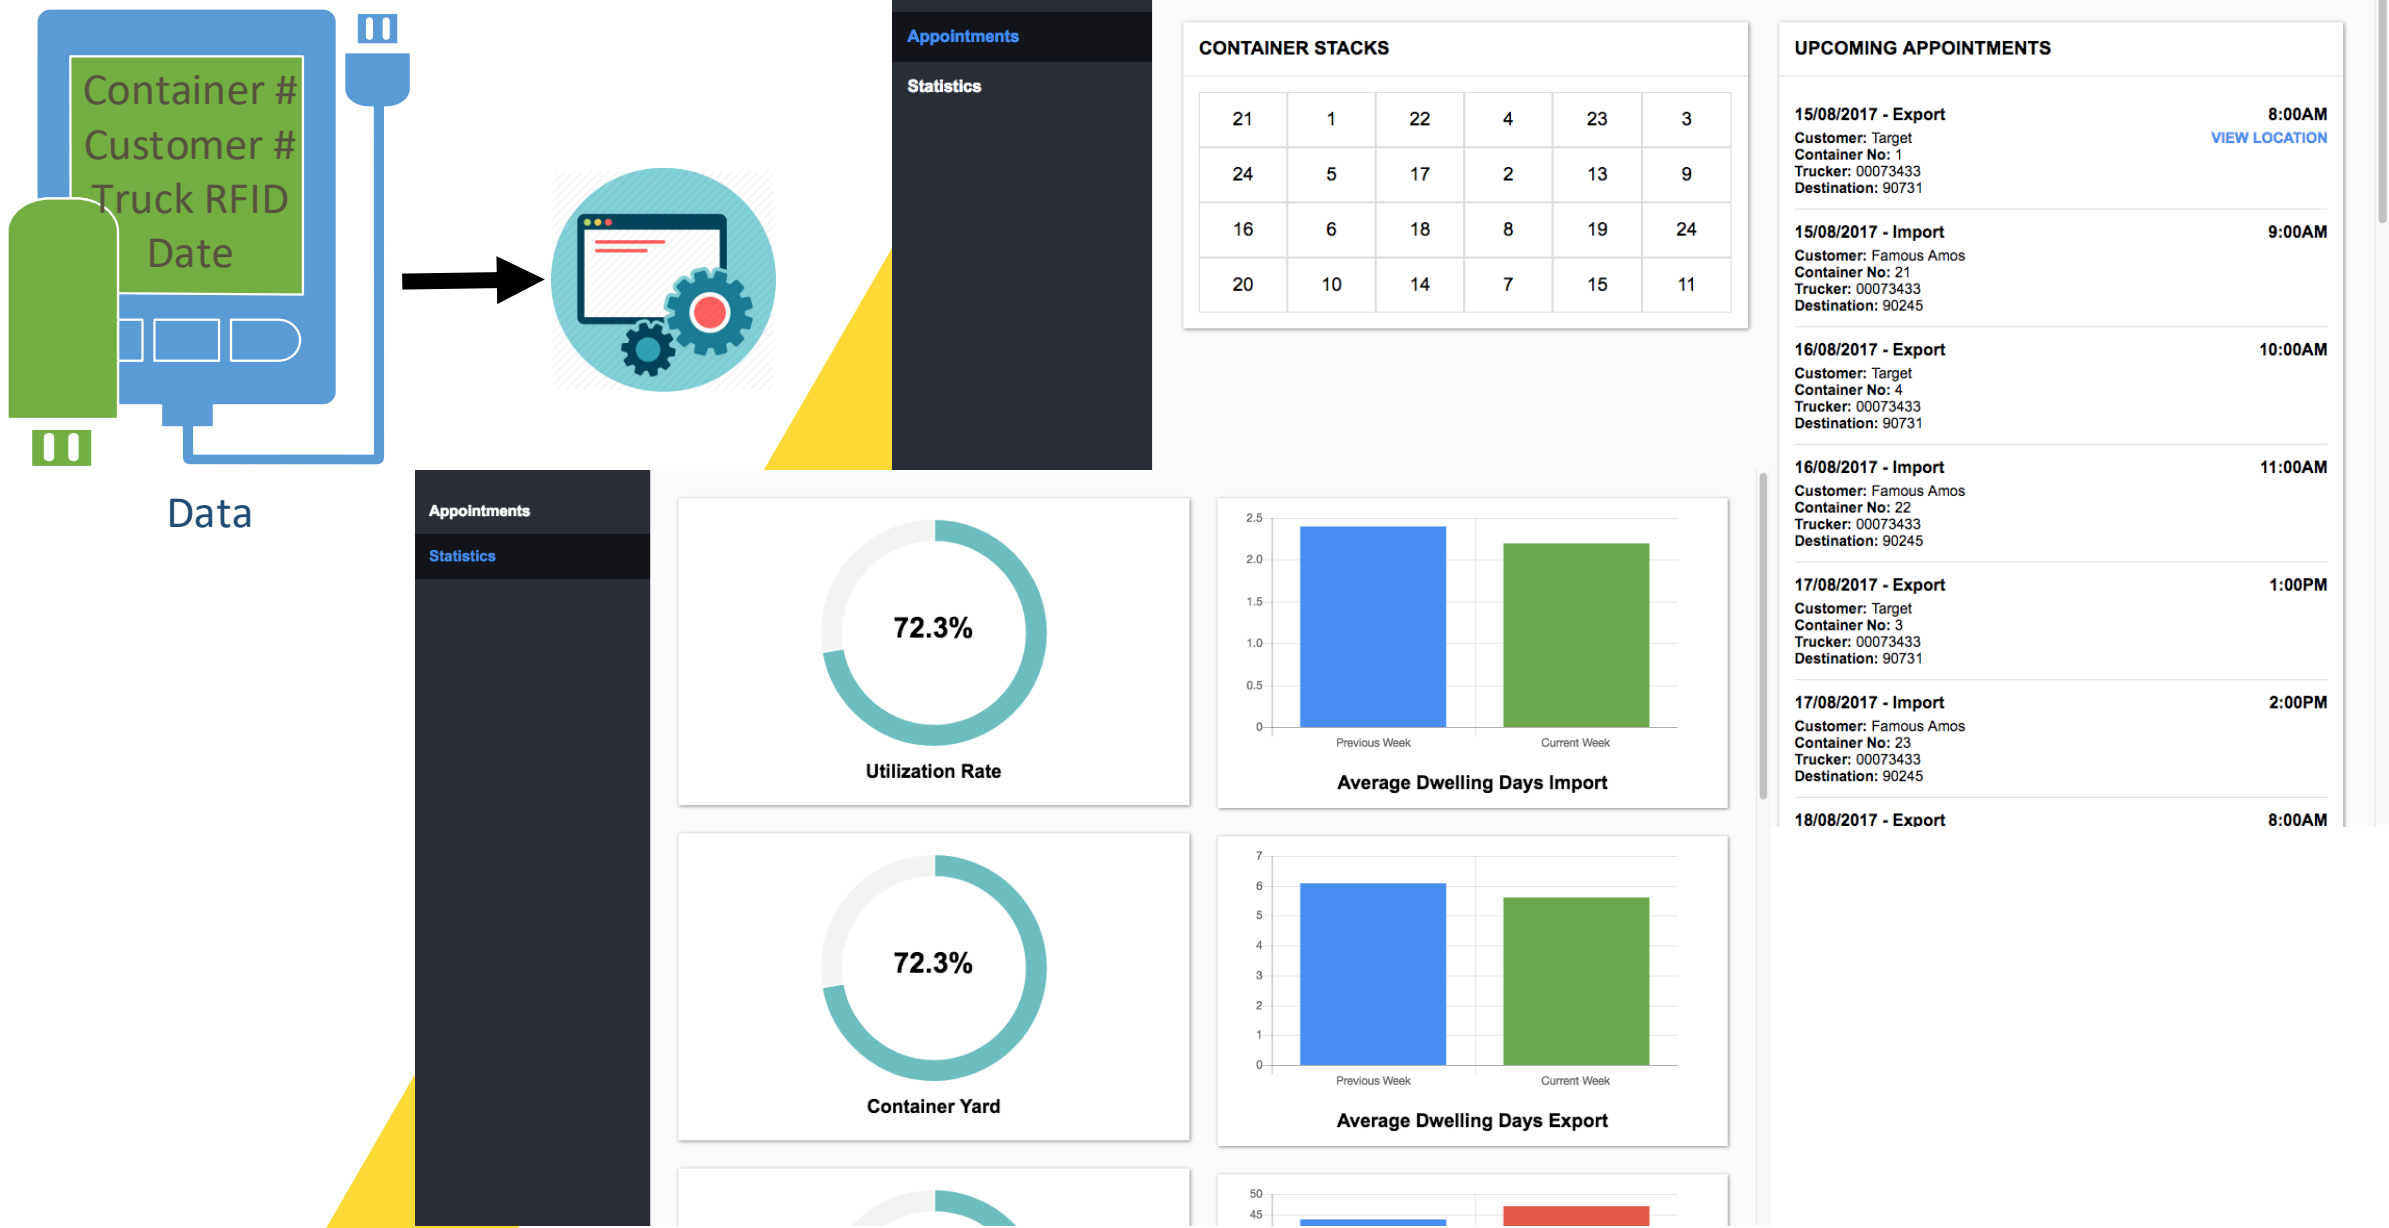 Container #
Customer #
Truck RFID
Date
Data
Appointments
Statistics
CONTAINER STACKS
21 1 22 4 23 3
24 5 17 2 13 9
16 6 18 8 19 24
20 10 14 7 15 11
UPCOMING APPOINTMENTS
15/08/2017 - Export 8:00AM
Customer: Target VIEW LOCATION
Container No: 1
Trucker: 00073433
Destination: 90731
15/08/2017 - Import 9:00AM
Customer: Famous Amos
Container No: 21
Trucker: 00073433
Destination: 90245
16/08/2017 - Export 10:00AM
Customer: Target
Container No: 4
Trucker: 00073433
Destination: 90731
16/08/2017 - Import 11:00AM
Customer: Famous Amos
Container No: 22
Trucker: 00073433
Destination: 90245
17/08/2017 - Export 1:00PM
Customer: Target
Container No: 3
Trucker: 00073433
Destination: 90731
17/08/2017 - Import 2:00PM
Customer: Famous Amos
Container No: 23
Trucker: 00073433
Destination: 90245
18/08/2017 - Export 8:00AM
Appointments
Statistics
72.3%
Utilization Rate
2.5
2.0
1.5
1.0
0.5
0
Previous Week Current Week
Average Dwelling Days Import
72.3%
Container Yard
7
6
5
4
3
2
1
0
Previous Week Current Week
Average Dwelling Days Export
50
45